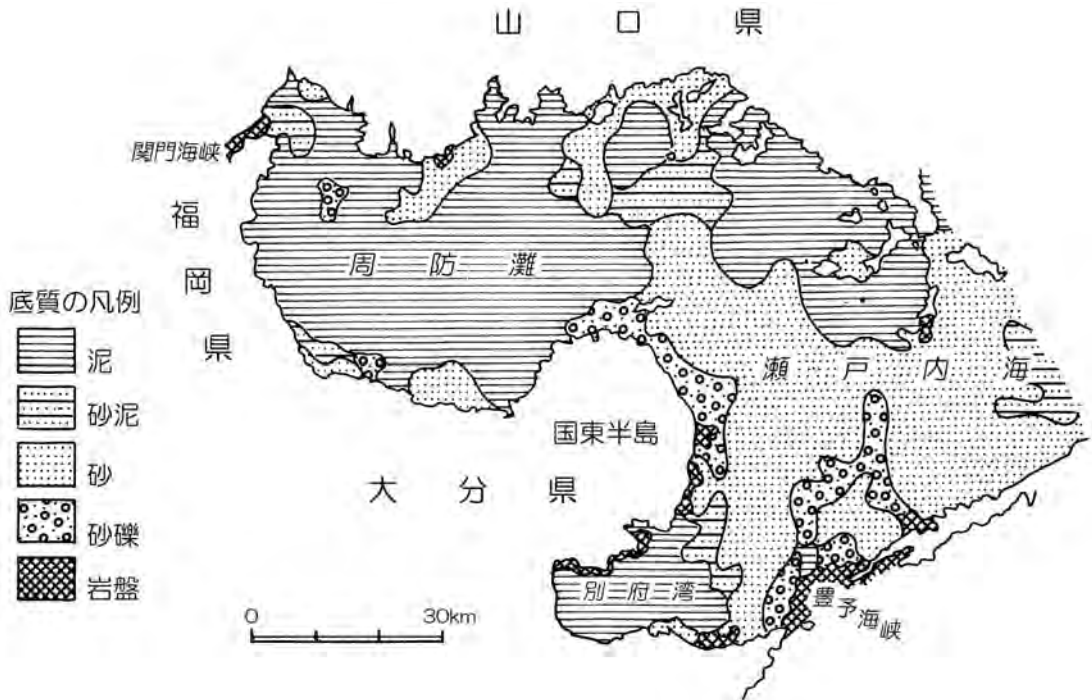 山口県
関門海峡
福岡県
周防灘
底質の凡例
泥
砂泥
砂
砂礫
岩盤
瀬戸内海
国東半島
大分県
別三府三湾
豊予海峡
0 30km